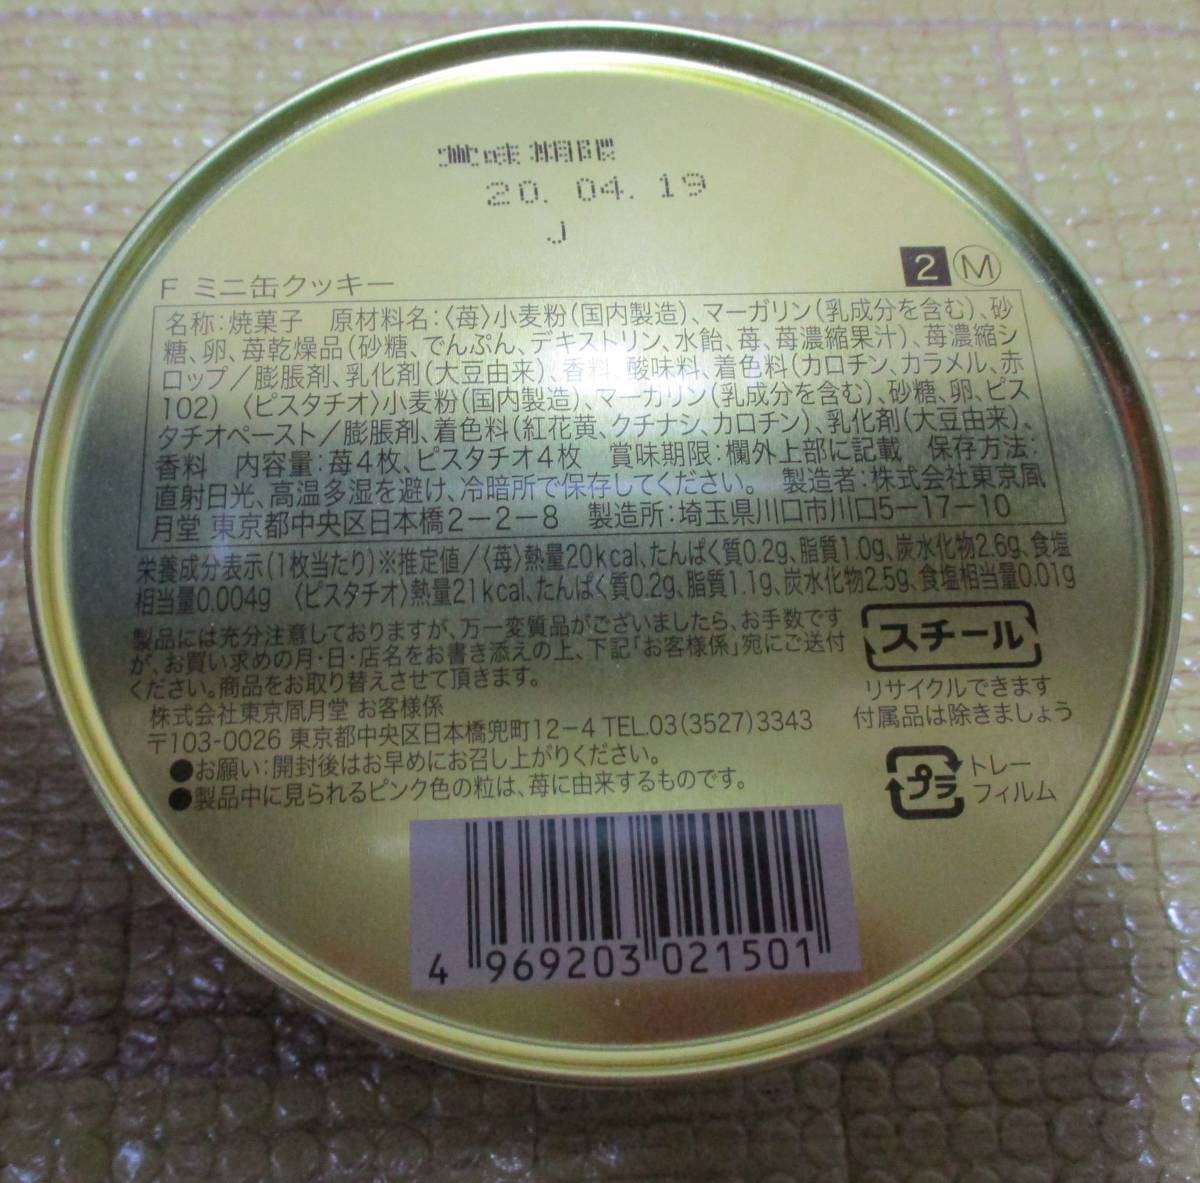 賞味期限
20. 04. 19
J
F ミニ缶クッキー
2 M
名称：焼菓子　原材料名：〈苺〉小麦粉（国内製造）、マーガリン（乳成分を含む）、砂
糖、卵、苺乾燥品（砂糖、でんぷん、デキストリン、水飴、苺、苺濃縮果汁）、苺濃縮シ
ロップ／膨脹剤、乳化剤（大豆由来）、香料、酸味料、着色料（カロチン、カラメル、赤
102）　〈ピスタチオ〉小麦粉（国内製造）、マーガリン（乳成分を含む）、砂糖、卵、ピス
タチオペースト／膨脹剤、着色料（紅花黄、クチナシ、カロチン）、乳化剤（大豆由来）、
香料　内容量：苺4枚、ピスタチオ4枚　賞味期限：欄外上部に記載　保存方法：
直射日光、高温多湿を避け、冷暗所で保存してください。　製造者：株式会社東京凮
月堂 東京都中央区日本橋2－2－8　製造所：埼玉県川口市川口5－17－10
栄養成分表示（1枚当たり）※推定値／〈苺〉熱量20kcal、たんぱく質0.2g、脂質1.0g、炭水化物2.6g、食塩
相当量0.004g　〈ピスタチオ〉熱量21kcal、たんぱく質0.2g、脂質1.1g、炭水化物2.5g、食塩相当量0.01g
製品には充分注意しておりますが、万一変質品がございましたら、お手数です
が、お買い求めの月・日・店名をお書き添えの上、下記「お客様係」宛にご送付
ください。商品をお取り替えさせて頂きます。
株式会社東京凮月堂 お客様係
〒103-0026 東京都中央区日本橋兜町12－4 TEL.03（3527）3343
●お願い：開封後はお早めにお召し上がりください。
●製品中に見られるピンク色の粒は、苺に由来するものです。
スチール
リサイクルできます
付属品は除きましょう
プラ
トレー
フィルム
4 969203 021501